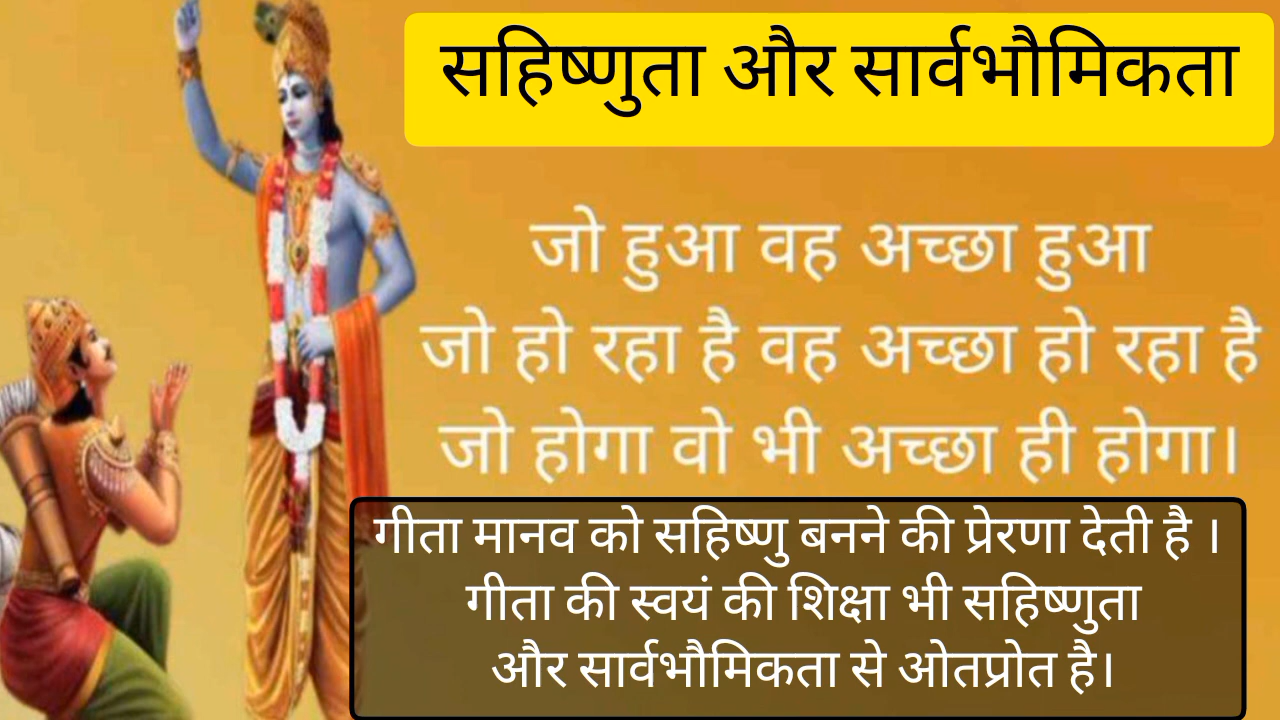 सहिष्णुता और सार्वभौमिकता
जो हुआ वह अच्छा हुआ
जो हो रहा है वह अच्छा हो रहा है
जो होगा वो भी अच्छा ही होगा।
गीता मानव को सहिष्णु बनने की प्रेरणा देती है ।
गीता की स्वयं की शिक्षा भी सहिष्णुता
और सार्वभौमिकता से ओतप्रोत है।